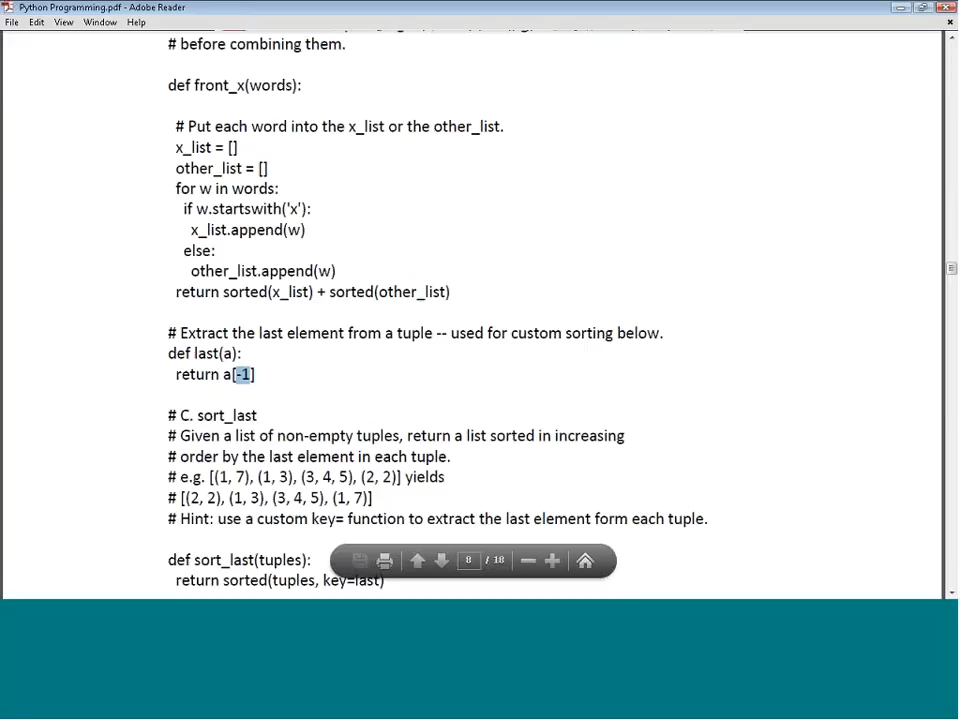 Python Programming.pdf - Adobe Reader
File Edit View Window Help
# before combining them.
def front_x(words):
# Put each word into the x_list or the other_list.
x_list = []
other_list = []
for w in words:
if w.startswith('x'):
x_list.append(w)
else:
other_list.append(w)
return sorted(x_list) + sorted(other_list)
# Extract the last element from a tuple -- used for custom sorting below.
def last(a):
return a[-1]
# C. sort_last
# Given a list of non-empty tuples, return a list sorted in increasing
# order by the last element in each tuple.
# e.g. [(1, 7), (1, 3), (3, 4, 5), (2, 2)] yields
# [(2, 2), (1, 3), (3, 4, 5), (1, 7)]
# Hint: use a custom key= function to extract the last element form each tuple.
def sort_last(tuples):
8 / 18
return sorted(tuples, key=last)